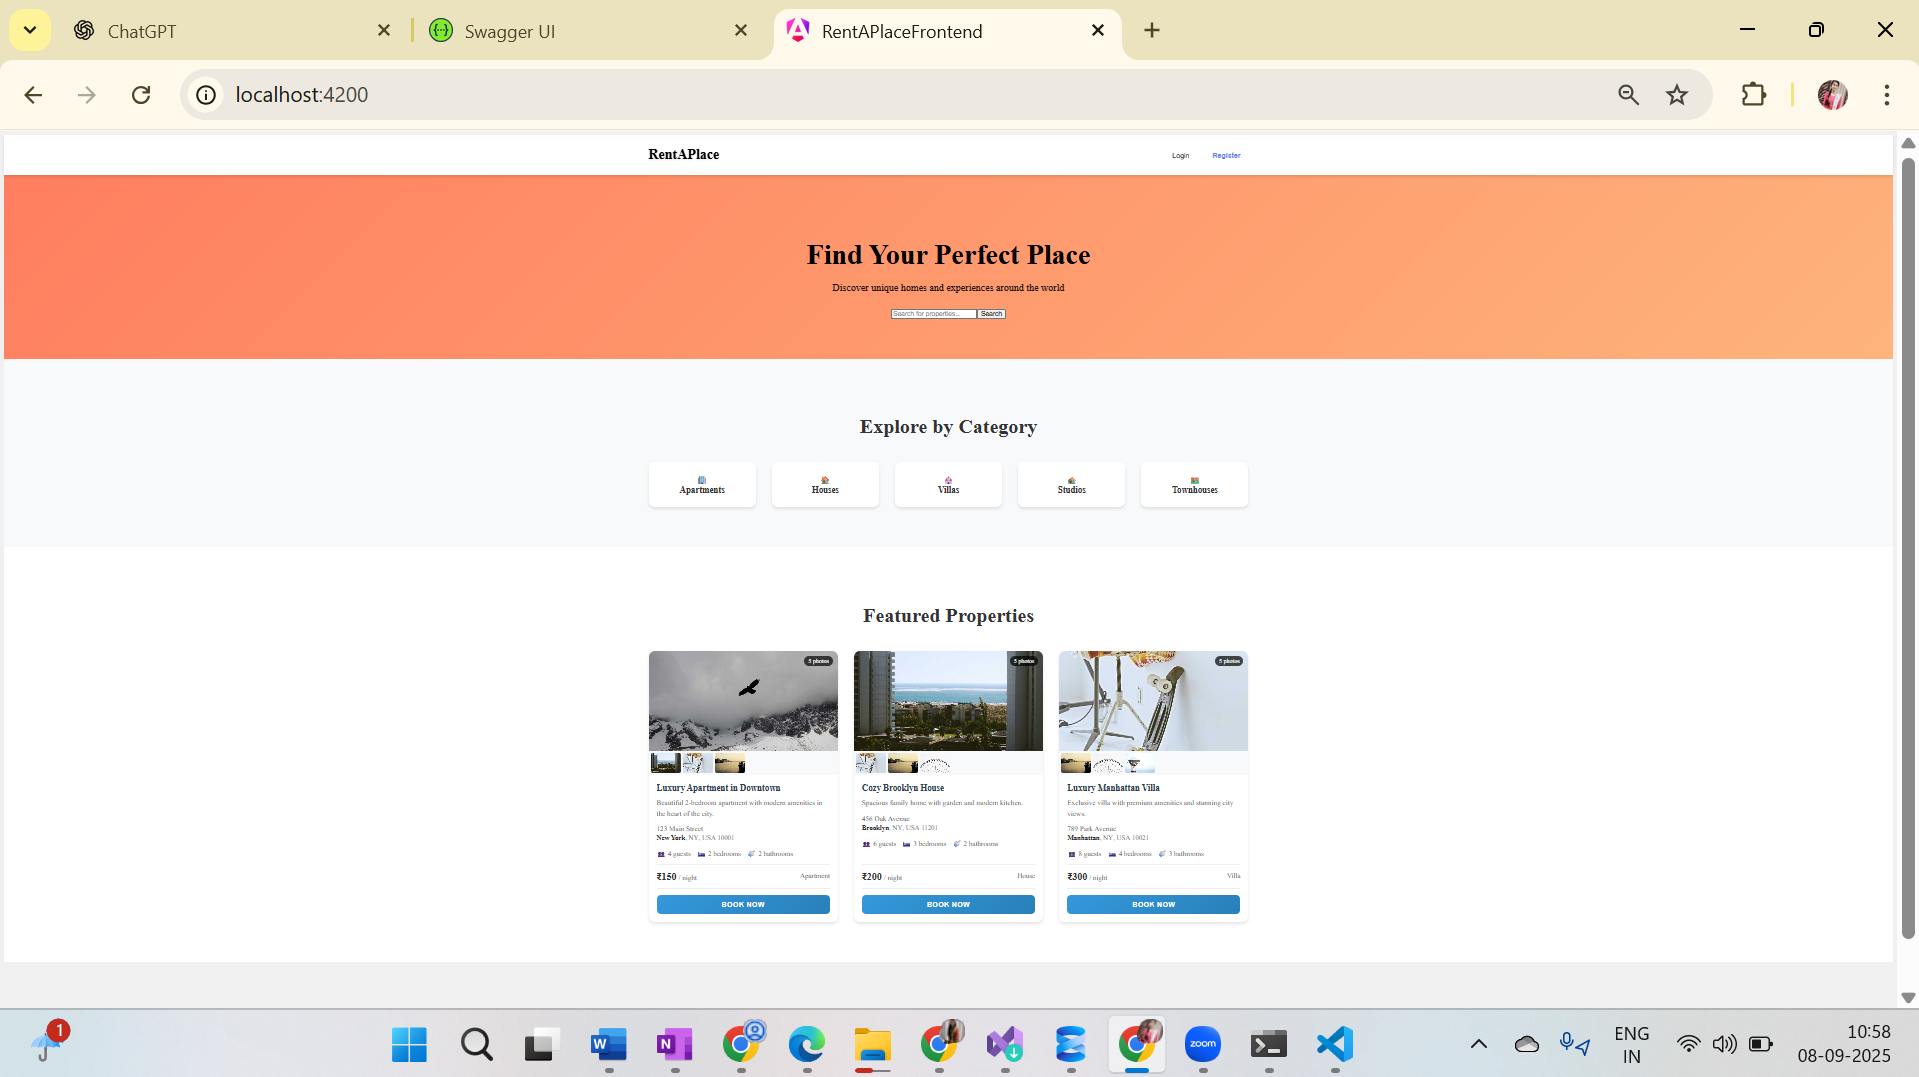 ChatGPT
Swagger UI
RentAPlaceFrontend
localhost:4200
RentAPlace
Login
Register
Find Your Perfect Place
Discover unique homes and experiences around the world
Search for properties...
Search
Explore by Category
Apartments
Houses
Villas
Studios
Townhouses
Featured Properties
5 photos
5 photos
5 photos
Luxury Apartment in Downtown
Beautiful 2-bedroom apartment with modern amenities in
the heart of the city.
123 Main Street
New York, NY, USA 10001
4 guests 2 bedrooms 2 bathrooms
₹150 / night
Apartment
BOOK NOW
Cozy Brooklyn House
Spacious family home with garden and modern kitchen.
456 Oak Avenue
Brooklyn, NY, USA 11201
6 guests 3 bedrooms 2 bathrooms
₹200 / night
House
BOOK NOW
Luxury Manhattan Villa
Exclusive villa with premium amenities and stunning city
views.
789 Park Avenue
Manhattan, NY, USA 10021
8 guests 4 bedrooms 3 bathrooms
₹300 / night
Villa
BOOK NOW
1
W
N
zoom
ENG
IN
10:58
08-09-2025